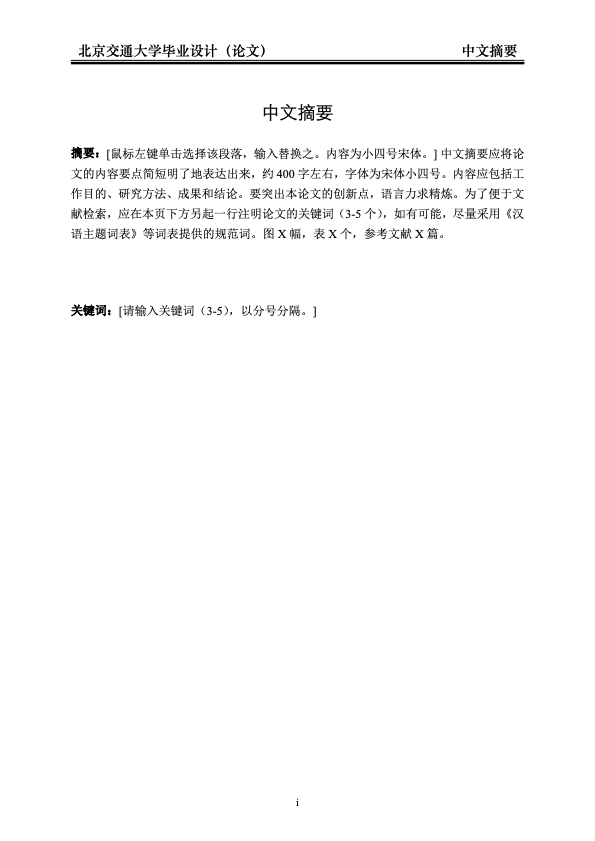 北京交通大学毕业设计（论文） 中文摘要
中文摘要
摘要：[鼠标左键单击选择该段落，输入替换之。内容为小四号宋体。] 中文摘要应将论
文的内容要点简短明了地表达出来，约 400 字左右，字体为宋体小四号。内容应包括工
作目的、研究方法、成果和结论。要突出本论文的创新点，语言力求精炼。为了便于文
献检索，应在本页下方另起一行注明论文的关键词（3-5 个），如有可能，尽量采用《汉
语主题词表》等词表提供的规范词。图 X 幅，表 X 个，参考文献 X 篇。
关键词：[请输入关键词（3-5），以分号分隔。]
i